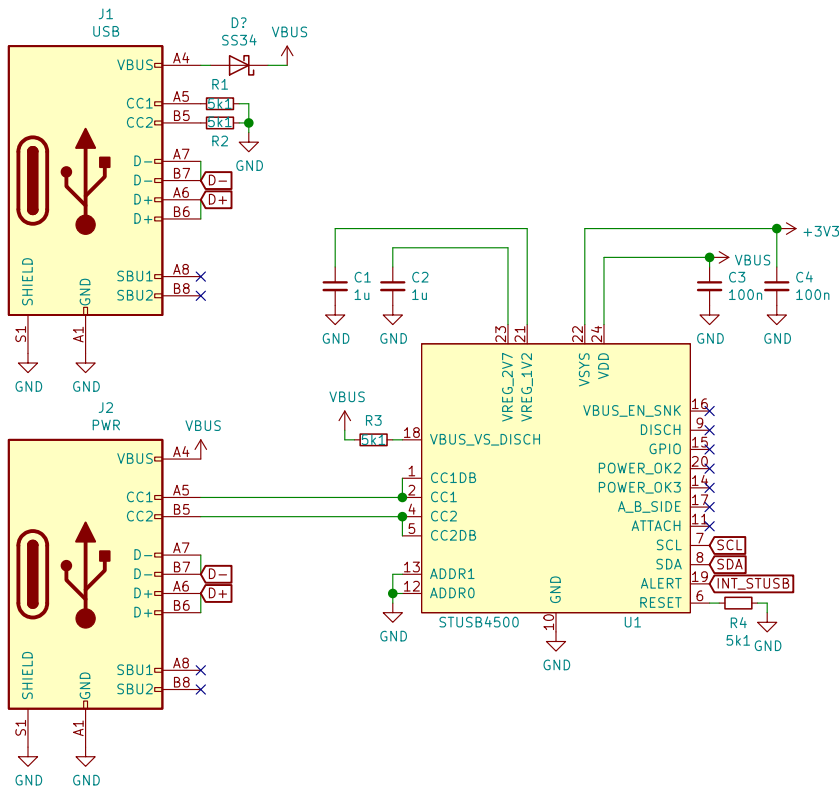 J1
USB
D?
SS34
VBUS
VBUS
A4
R1
CC1
A5
5k1
CC2
B5
5k1
R2
GND
D-
A7
D-
B7
D-
D+
A6
D+
D+
B6
SBU1
A8
SBU2
B8
SHIELD
GND
S1
A1
GND
GND
C1
1u
C2
1u
GND
GND
+3V3
VBUS
C3
100n
C4
100n
GND
GND
23
21
22
24
VREG_2V7
VREG_1V2
VSYS
VDD
VBUS
R3
5k1
18
VBUS_VS_DISCH
1
CC1DB
2
CC1
4
CC2
5
CC2DB
13
ADDR1
12
ADDR0
GND
VBUS_EN_SNK
16
DISCH
9
GPIO
15
POWER_OK2
20
POWER_OK3
14
A_B_SIDE
17
ATTACH
11
SCL
7
SCL
SDA
8
SDA
ALERT
19
INT_STUSB
RESET
6
GND
10
STUSB4500
U1
R4
5k1
GND
GND
J2
PWR
VBUS
VBUS
A4
CC1
A5
CC2
B5
D-
A7
D-
B7
D-
D+
A6
D+
D+
B6
SBU1
A8
SBU2
B8
SHIELD
GND
S1
A1
GND
GND